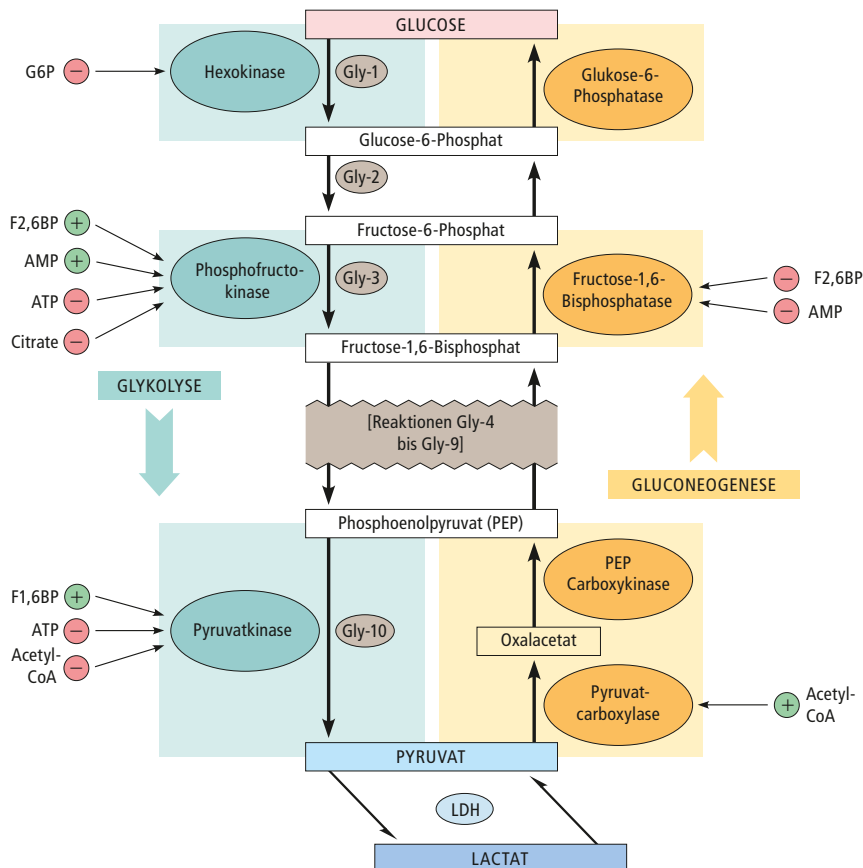 GLUCOSE
G6P
−
Hexokinase
Gly-1
Glukose-6-
Phosphatase
Glucose-6-Phosphat
Gly-2
Fructose-6-Phosphat
F2,6BP
+
AMP
+
ATP
−
Citrate
−
Phosphofructo-
kinase
Gly-3
Fructose-1,6-
Bisphosphatase
−
F2,6BP
−
AMP
Fructose-1,6-Bisphosphat
GLYKOLYSE
[Reaktionen Gly-4
bis Gly-9]
GLUCONEOGENESE
Phosphoenolpyruvat (PEP)
F1,6BP
+
ATP
−
Acetyl-
CoA
−
Pyruvatkinase
Gly-10
PEP
Carboxykinase
Oxalacetat
Pyruvat-
carboxylase
+
Acetyl-
CoA
PYRUVAT
LDH
LACTAT